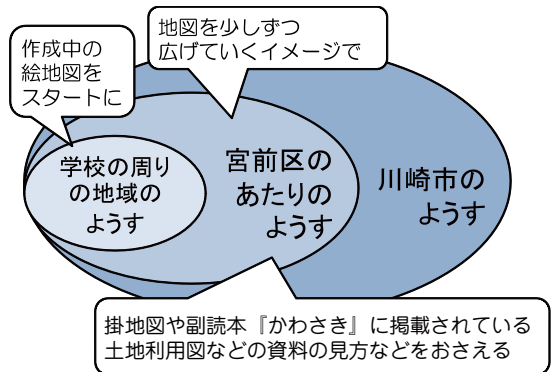 作成中の
絵地図を
スタートに
地図を少しずつ
広げていくイメージで
学校の周り
の地域の
ようす
宮前区の
あたりの
ようす
川崎市の
ようす
掛地図や副読本『かわさき』に掲載されている
土地利用図などの資料の見方などをおさえる